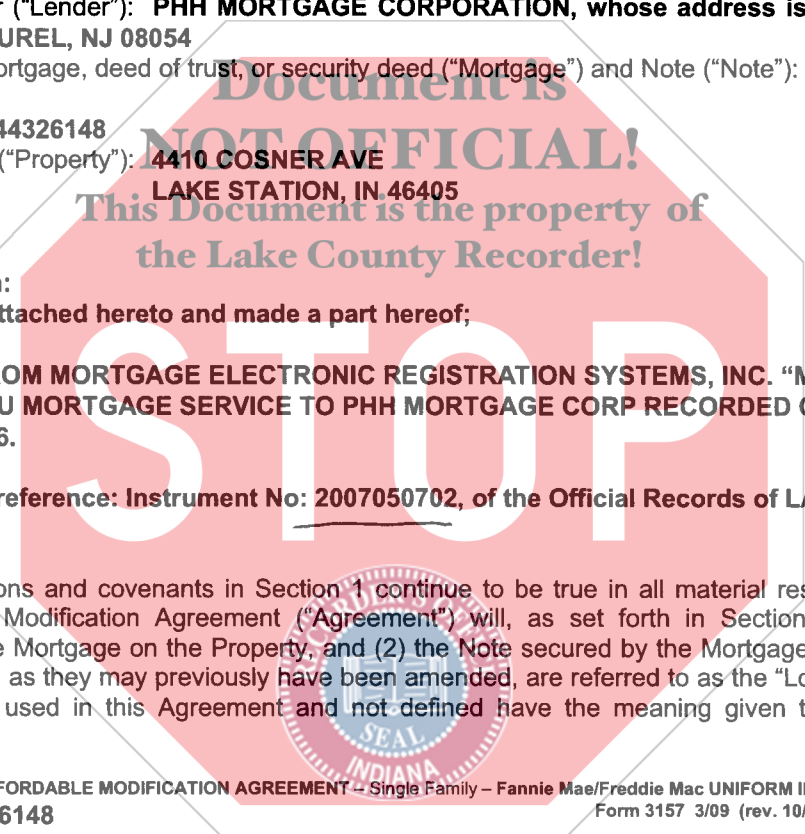 ("Lender"): PHH MORTGAGE CORPORATION, whose address is
UREL, NJ 08054
ortgage, deed of trust, or security deed ("Mortgage") and Note ("Note"):
Document is
44326148
NOT OFFICIAL!
("Property"): 4410 COSNER AVE
LAKE STATION, IN 46405
This Document is the property of
the Lake County Recorder!
ttached hereto and made a part hereof;
STOP
OM MORTGAGE ELECTRONIC REGISTRATION SYSTEMS, INC. "M
U MORTGAGE SERVICE TO PHH MORTGAGE CORP RECORDED
6.
reference: Instrument No: 2007050702, of the Official Records of LA
ons and covenants in Section 1 continue to be true in all material res
Modification Agreement ("Agreement") will, as set forth in Section
e Mortgage on the Property, and (2) the Note secured by the Mortgage
as they may previously have been amended, are referred to as the "Lo
used in this Agreement and not defined have the meaning given t
SEAL
INDIANA
FORDABLE MODIFICATION AGREEMENT – Single Family – Fannie Mae/Freddie Mac UNIFORM I
6148
Form 3157 3/09 (rev. 10/